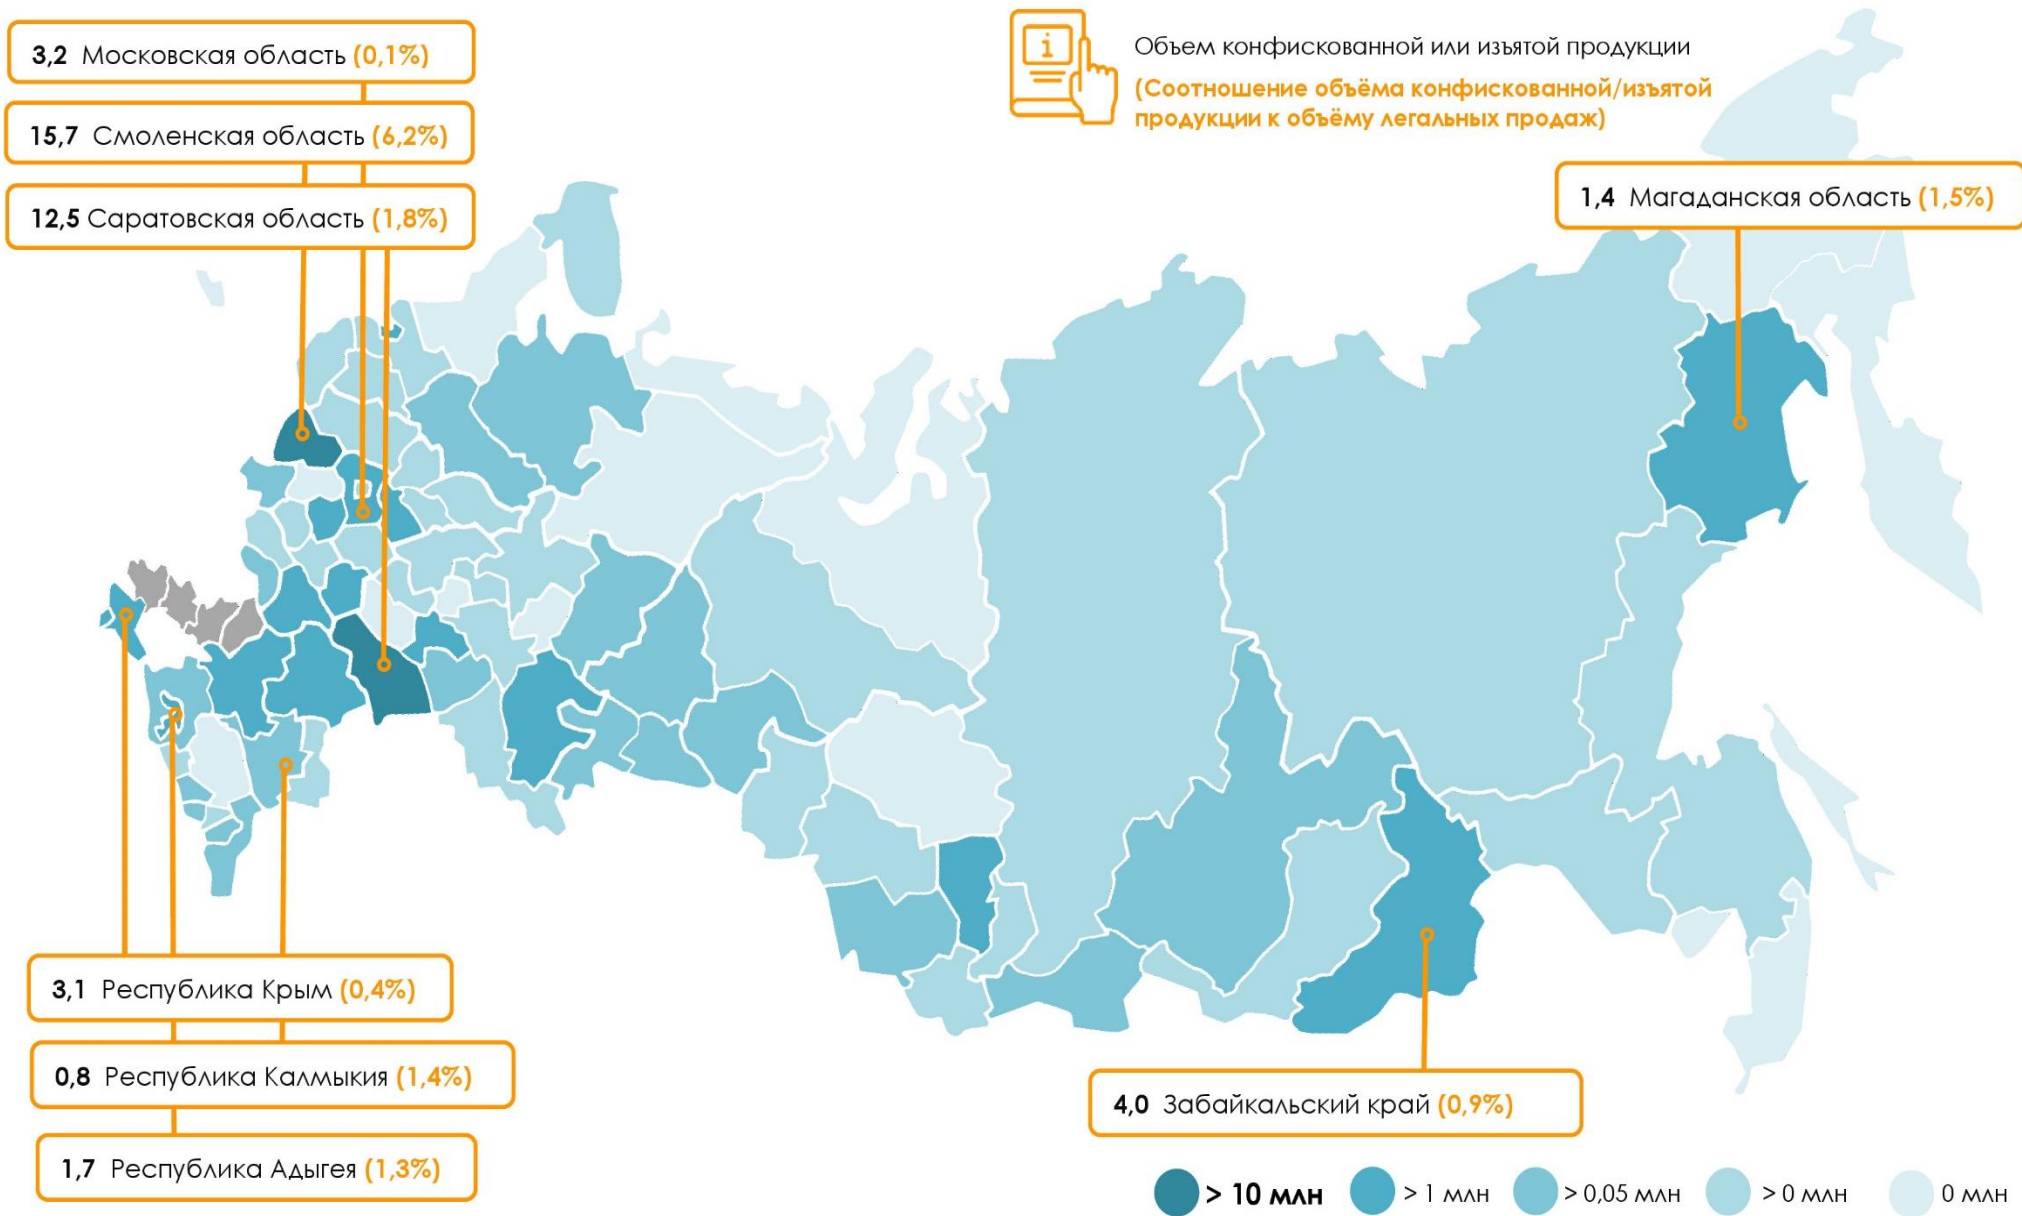 3,2 Московская область (0,1%)
15,7 Смоленская область (6,2%)
12,5 Саратовская область (1,8%)
i
Объем конфискованной или изъятой продукции
(Соотношение объёма конфискованной/изъятой
продукции к объёму легальных продаж)
1,4 Магаданская область (1,5%)
3,1 Республика Крым (0,4%)
0,8 Республика Калмыкия (1,4%)
1,7 Республика Адыгея (1,3%)
4,0 Забайкальский край (0,9%)
> 10 млн > 1 млн > 0,05 млн > 0 млн 0 млн